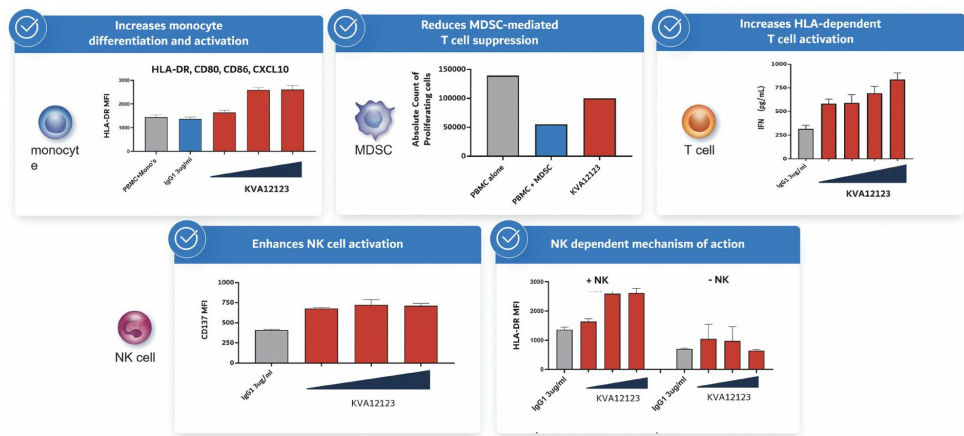 Increases monocyte
differentiation and activation
HLA-DR, CD80, CD86, CXCL10
HLA-DR MFI
3000
2000
1000
0
PBMC+Mono's
IgG1 3ug/ml
KVA12123
monocyt
e
Reduces MDSC-mediated
T cell suppression
Absolute Count of
Proliferating cells
150000
100000
50000
0
PBMC alone
PBMC + MDSC
KVA12123
MDSC
Increases HLA-dependent
T cell activation
IFN (pg/mL)
1000
750
500
250
0
IgG1 3ug/mL
KVA12123
T cell
Enhances NK cell activation
CD137 MFI
1000
750
500
250
0
IgG1 3ug/ml
KVA12123
NK cell
NK dependent mechanism of action
+ NK
- NK
HLA-DR MFI
3000
2000
1000
0
IgG1 3ug/ml
KVA12123
IgG1 3ug/ml
KVA12123